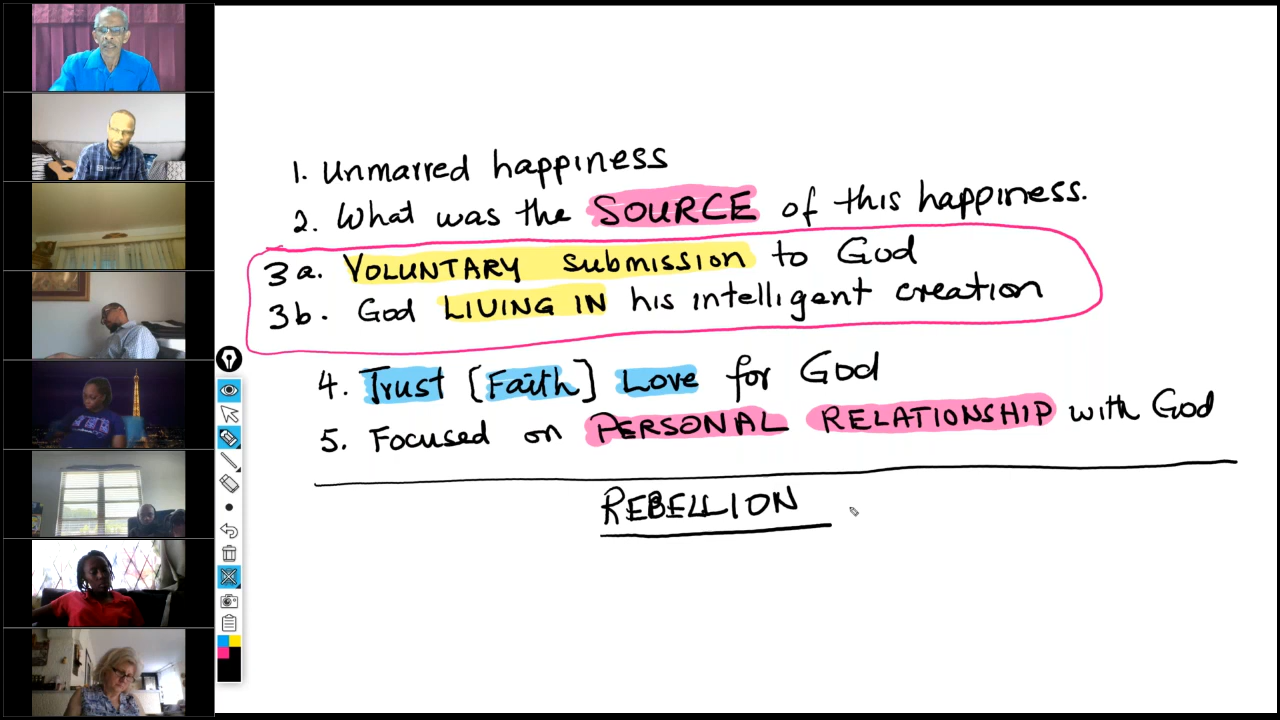 1. Unmarred happiness
2. What was the SOURCE of this happiness.
3a. VOLUNTARY submission to God
3b. God LIVING IN his intelligent creation
4. Trust [Faith] Love for God
5. Focused on PERSONAL RELATIONSHIP with God
REBELLION